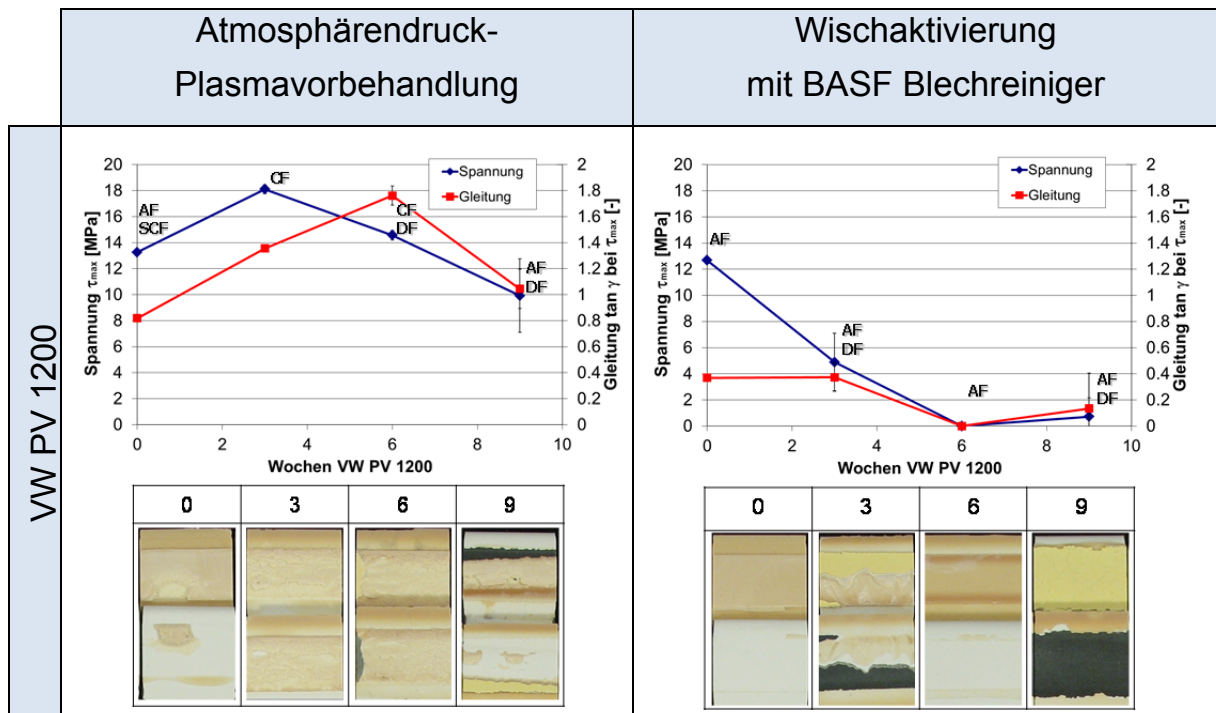 Atmosphärendruck-
Plasmavorbehandlung
Wischaktivierung
mit BASF Blechreiniger
VW PV 1200
Spannung τmax [MPa]
20
18
16
14
12
10
8
6
4
2
0
AF
SCF
CF
CF
DF
AF
DF
Spannung
Gleitung
2
1.8
1.6
1.4
1.2
1
0.8
0.6
0.4
0.2
0
Gleitung tan γ bei τmax [-]
0 2 4 6 8 10
Wochen VW PV 1200
0 3 6 9
Spannung τmax [MPa]
20
18
16
14
12
10
8
6
4
2
0
AF
AF
DF
AF
AF
DF
Spannung
Gleitung
2
1.8
1.6
1.4
1.2
1
0.8
0.6
0.4
0.2
0
Gleitung tan γ bei τmax [-]
0 2 4 6 8 10
Wochen VW PV 1200
0 3 6 9